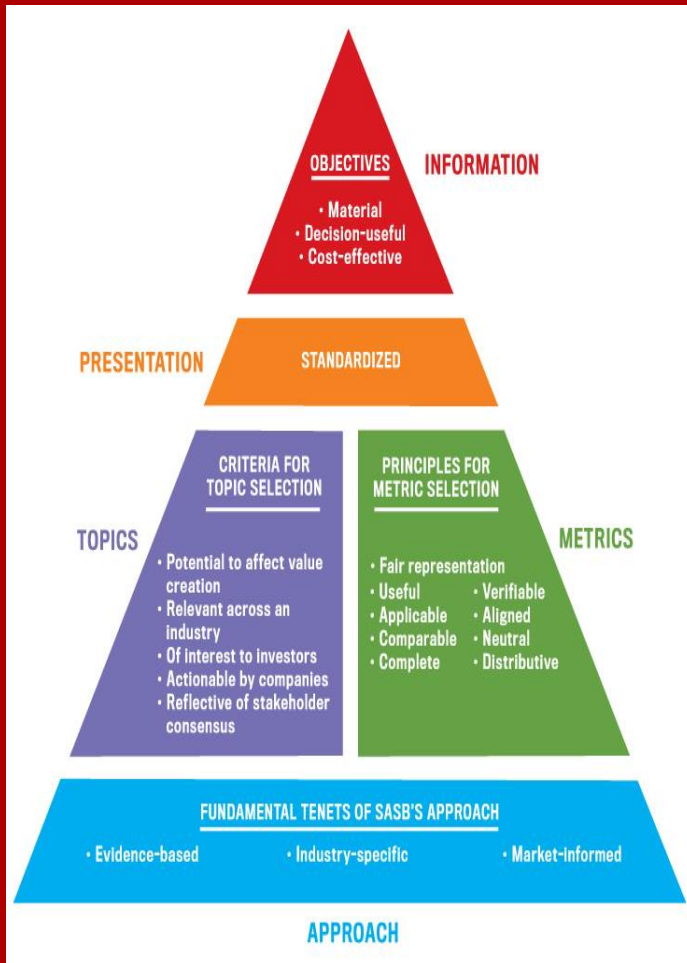 OBJECTIVES
INFORMATION
• Material
• Decision-useful
• Cost-effective
PRESENTATION
STANDARDIZED
CRITERIA FOR
TOPIC SELECTION
TOPICS
• Potential to affect value
creation
• Relevant across an
industry
• Of interest to investors
• Actionable by companies
• Reflective of stakeholder
consensus
PRINCIPLES FOR
METRIC SELECTION
METRICS
• Fair representation
• Useful • Verifiable
• Applicable • Aligned
• Comparable • Neutral
• Complete • Distributive
FUNDAMENTAL TENETS OF SASB'S APPROACH
• Evidence-based • Industry-specific • Market-informed
APPROACH